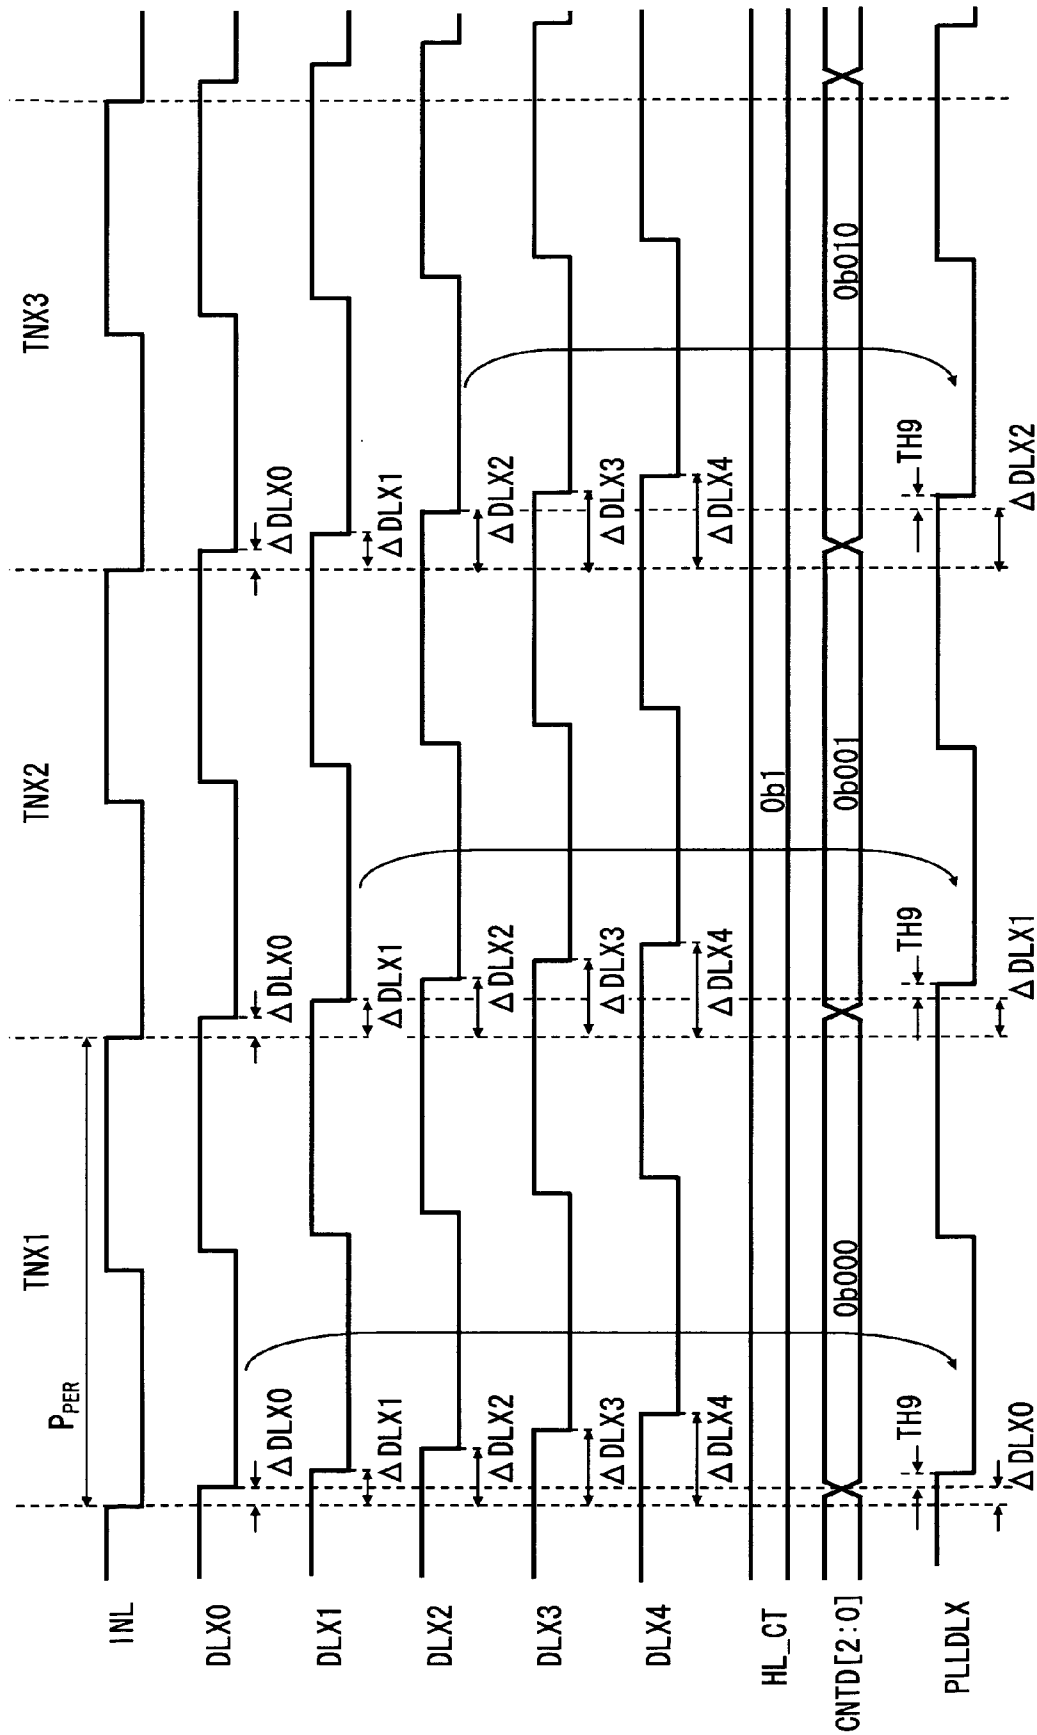 TNX1 TNX2 TNX3
PPER
INL
DLX0
ΔDLX0 ΔDLX0 ΔDLX0
DLX1
ΔDLX1 ΔDLX1 ΔDLX1
DLX2
ΔDLX2 ΔDLX2 ΔDLX2
DLX3
ΔDLX3 ΔDLX3 ΔDLX3
DLX4
ΔDLX4 ΔDLX4 ΔDLX4
HL_CT 0b1
CNTD[2:0] 0b000 0b001 0b010
TH9 TH9 TH9
PLLDLX
ΔDLX0 ΔDLX1 ΔDLX2